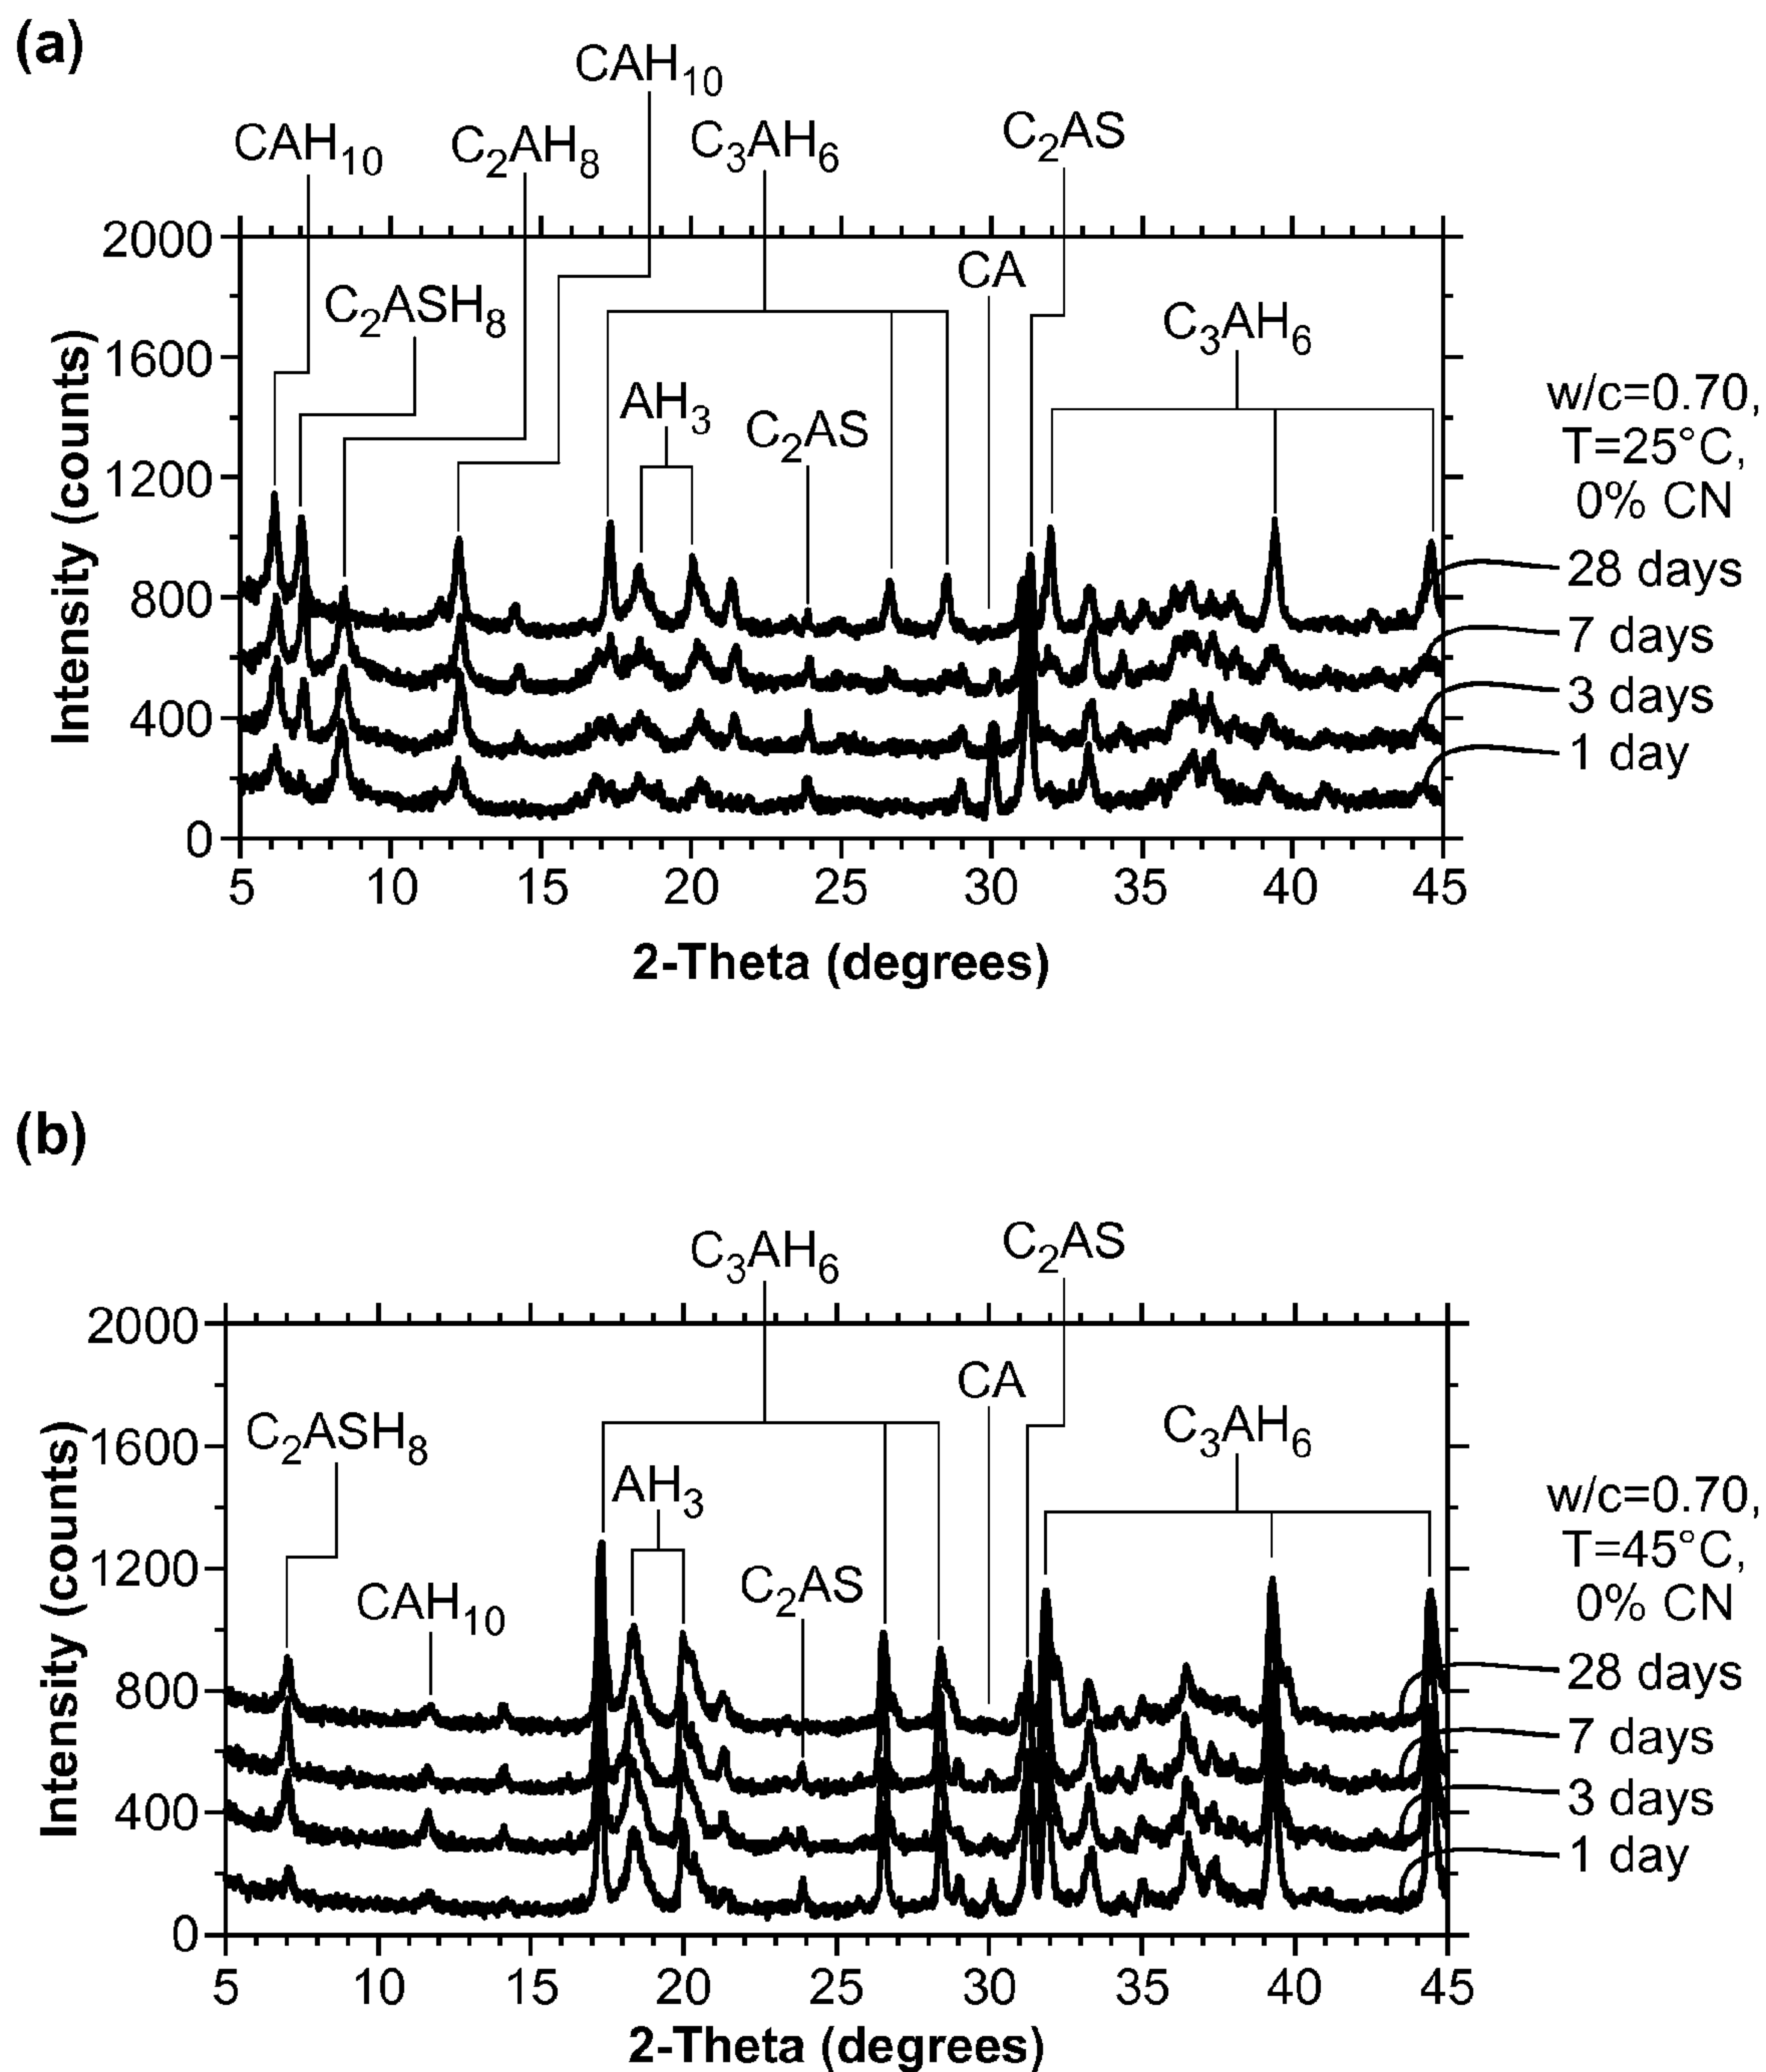 (a)
CAH10
CAH10
C2AH8
C3AH6
C2AS
2000
CA
C2ASH8
C3AH6
1600
AH3
C2AS
w/c=0.70,
T=25°C,
0% CN
1200
28 days
800
7 days
3 days
400
1 day
0
Intensity (counts)
5 10 15 20 25 30 35 40 45
2-Theta (degrees)
(b)
C3AH6
C2AS
2000
CA
C2ASH8
C3AH6
1600
AH3
w/c=0.70,
T=45°C,
0% CN
1200
C2AS
CAH10
28 days
800
7 days
3 days
400
1 day
0
Intensity (counts)
5 10 15 20 25 30 35 40 45
2-Theta (degrees)